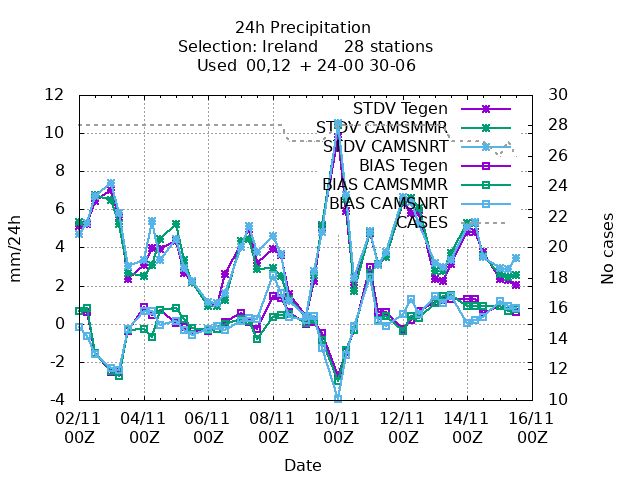 24h Precipitation
Selection: Ireland 28 stations
Used 00,12 + 24-00 30-06
12
10
8
6
4
2
0
-2
-4
mm/24h
30
28
26
24
22
20
18
16
14
12
10
No cases
STDV Tegen
STDV CAMSMMR
STDV CAMSNRT
BIAS Tegen
BIAS CAMSMMR
BIAS CAMSNRT
CASES
02/11 04/11 06/11 08/11 10/11 12/11 14/11 16/11
00Z 00Z 00Z 00Z 00Z 00Z 00Z 00Z
Date